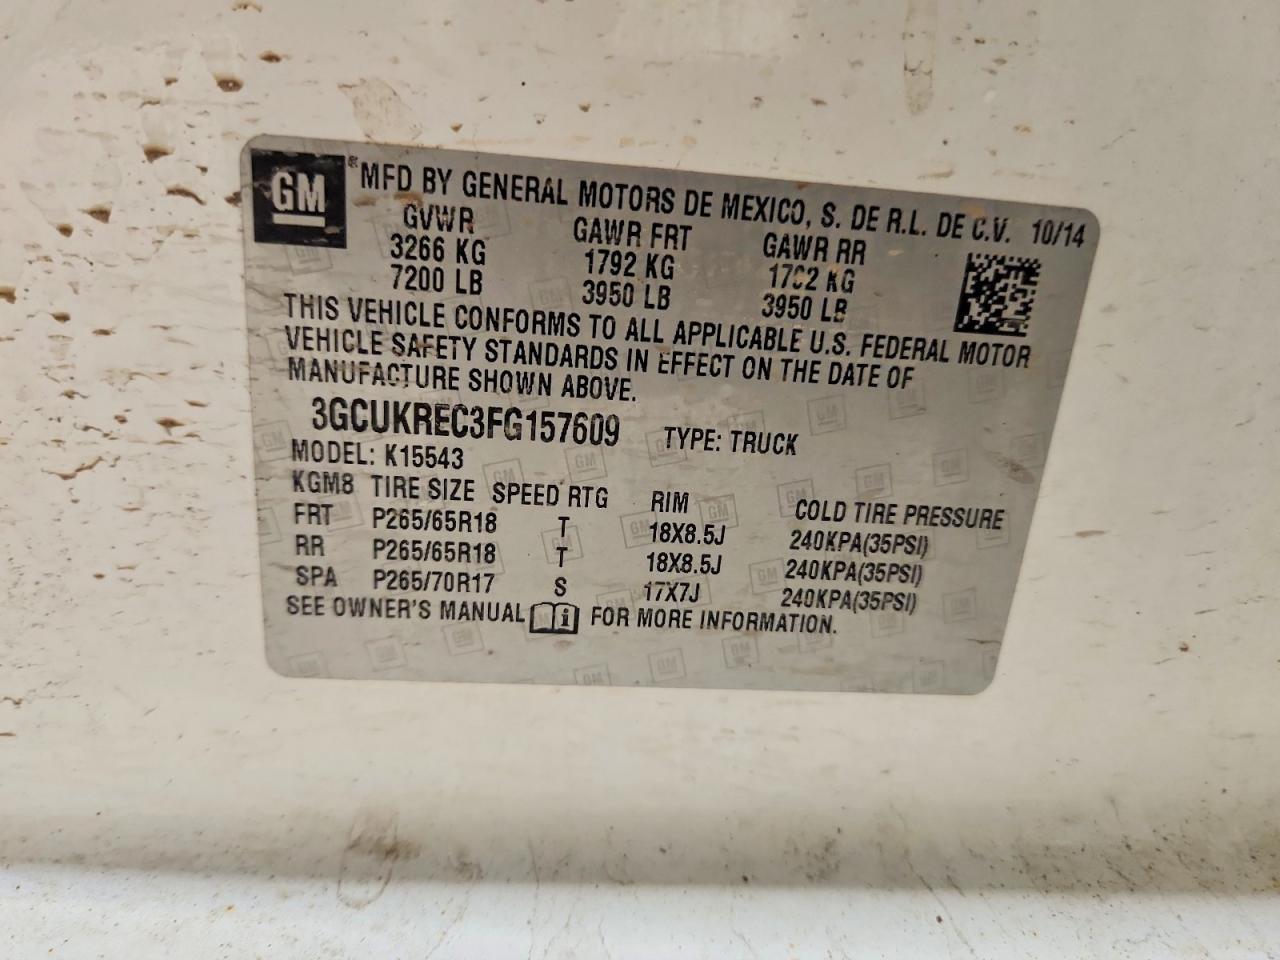 GM ® MFD BY GENERAL MOTORS DE MEXICO, S. DE R.L. DE C.V. 10/14
GVWR GAWR FRT GAWR RR
3266 KG 1792 KG 1792 KG
7200 LB 3950 LB 3950 LB
THIS VEHICLE CONFORMS TO ALL APPLICABLE U.S. FEDERAL MOTOR
VEHICLE SAFETY STANDARDS IN EFFECT ON THE DATE OF
MANUFACTURE SHOWN ABOVE.
3GCUKREC3FG157609 TYPE: TRUCK
MODEL: K15543
KGM8 TIRE SIZE SPEED RTG RIM COLD TIRE PRESSURE
FRT P265/65R18 T 18X8.5J 240KPA(35PSI)
RR P265/65R18 T 18X8.5J 240KPA(35PSI)
SPA P265/70R17 S 17X7J 240KPA(35PSI)
SEE OWNER'S MANUAL i FOR MORE INFORMATION.